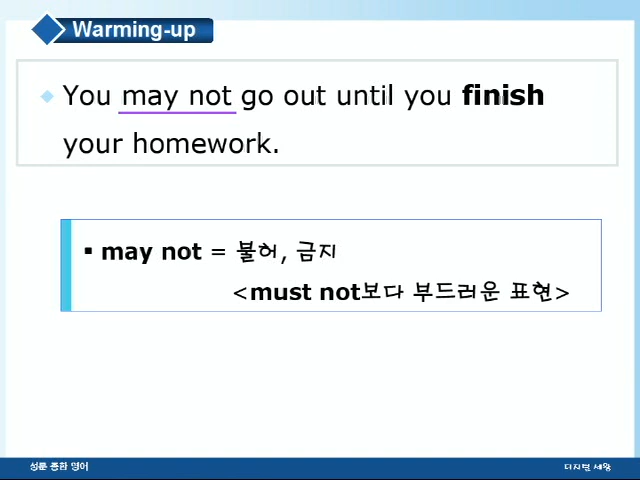 Warming-up
You may not go out until you finish
your homework.
▪ may not = 불허, 금지
<must not보다 부드러운 표현>
성문 종합 영어
디지털 세왕